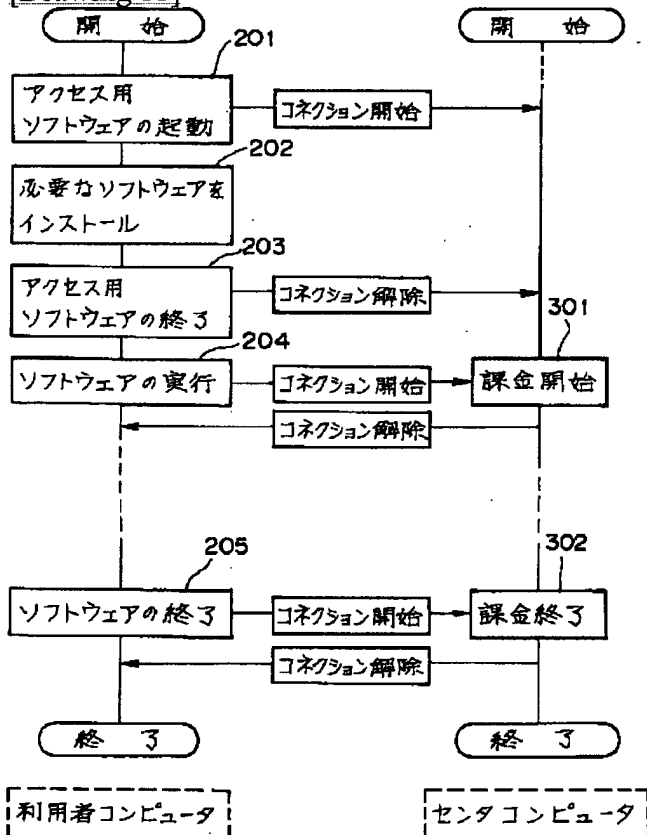 開 始
開 始
201
アクセス用
ソフトウェアの起動
コネクション開始
202
必要なソフトウェアを
インストール
203
アクセス用
ソフトウェアの終了
コネクション解除
204
301
ソフトウェアの実行
コネクション開始
課金開始
コネクション解除
205
302
ソフトウェアの終了
コネクション開始
課金終了
コネクション解除
終 了
終 了
利用者コンピュータ
センタコンピュータ